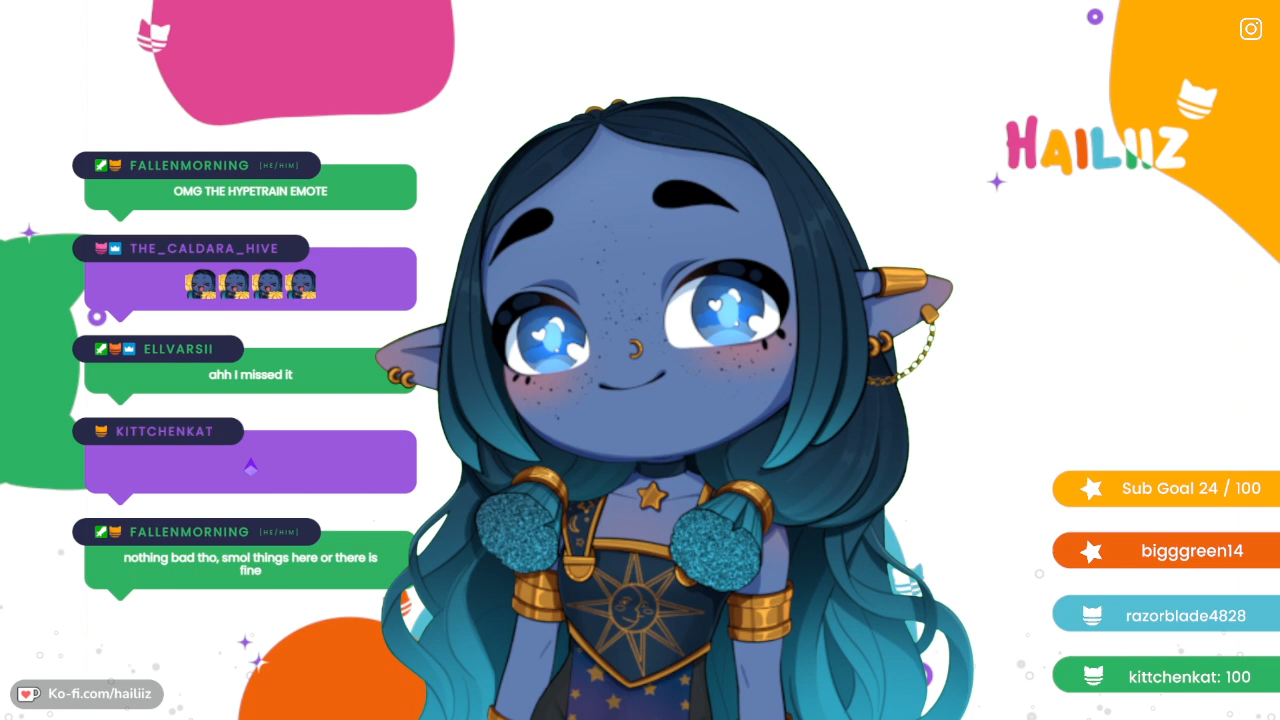 HAILIIZ
FALLENMORNING [HE/HIM]
OMG THE HYPETRAIN EMOTE
THE_CALDARA_HIVE
ELLVARSII
ahh I missed it
KITTCHENKAT
FALLENMORNING [HE/HIM]
nothing bad tho, smol things here or there is
fine
Sub Goal 24 / 100
bigggreen14
razorblade4828
kittchenkat: 100
Ko-fi.com/hailiiz